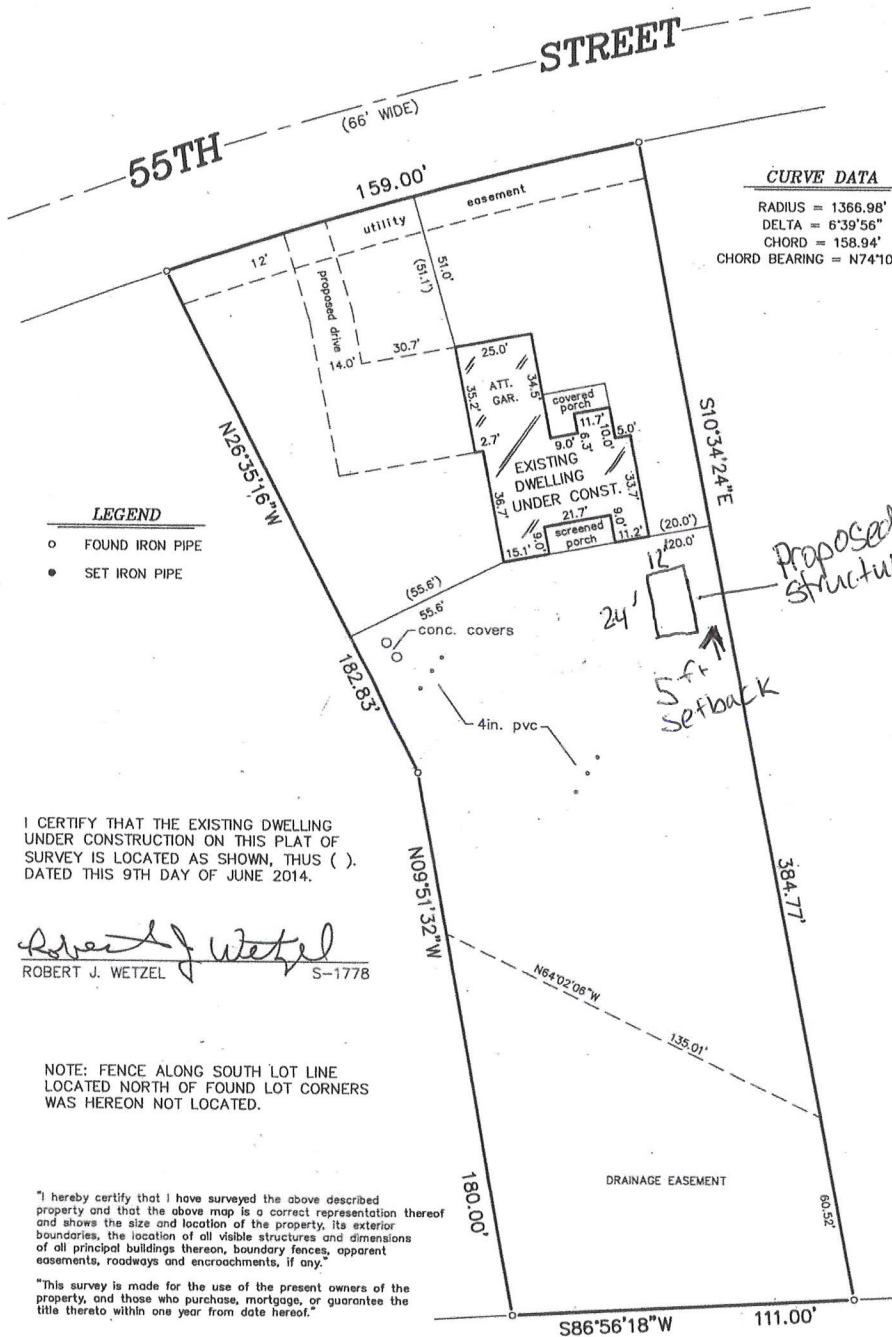 55TH STREET
(66' WIDE)
159.00'
utility easement
12'
proposed drive
14.0'
30.7'
51.0'
(51.1')
CURVE DATA
RADIUS = 1366.98'
DELTA = 6°39'56"
CHORD = 158.94'
CHORD BEARING = N74°10
25.0'
ATT.
GAR.
35.2'
34.5'
covered
porch
11.7'
9.0'
6.3'
10.0'
5.0'
2.7'
EXISTING
DWELLING
UNDER CONST.
36.7'
33.7'
21.7'
9.0'
screened
porch
9.0'
15.1'
11.2'
(20.0')
20.0'
N26°35'16"W
S10°34'24"E
LEGEND
FOUND IRON PIPE
SET IRON PIPE
(55.6')
55.6'
conc. covers
182.83'
4in. pvc
12'
24'
Proposed
5 ft
Setback
I CERTIFY THAT THE EXISTING DWELLING
UNDER CONSTRUCTION ON THIS PLAT OF
SURVEY IS LOCATED AS SHOWN, THUS ( ).
DATED THIS 9TH DAY OF JUNE 2014.
Robert J Wetzel
ROBERT J. WETZEL S-1778
N09°51'32"W
384.77'
N64°02'06"W
135.01'
NOTE: FENCE ALONG SOUTH LOT LINE
LOCATED NORTH OF FOUND LOT CORNERS
WAS HEREON NOT LOCATED.
DRAINAGE EASEMENT
180.00'
60.52'
"I hereby certify that I have surveyed the above described
property and that the above map is a correct representation thereof
and shows the size and location of the property, its exterior
boundaries, the location of all visible structures and dimensions
of all principal buildings thereon, boundary fences, apparent
easements, roadways and encroachments, if any."
"This survey is made for the use of the present owners of the
property, and those who purchase, mortgage, or guarantee the
title thereto within one year from date hereof."
S86°56'18"W 111.00'